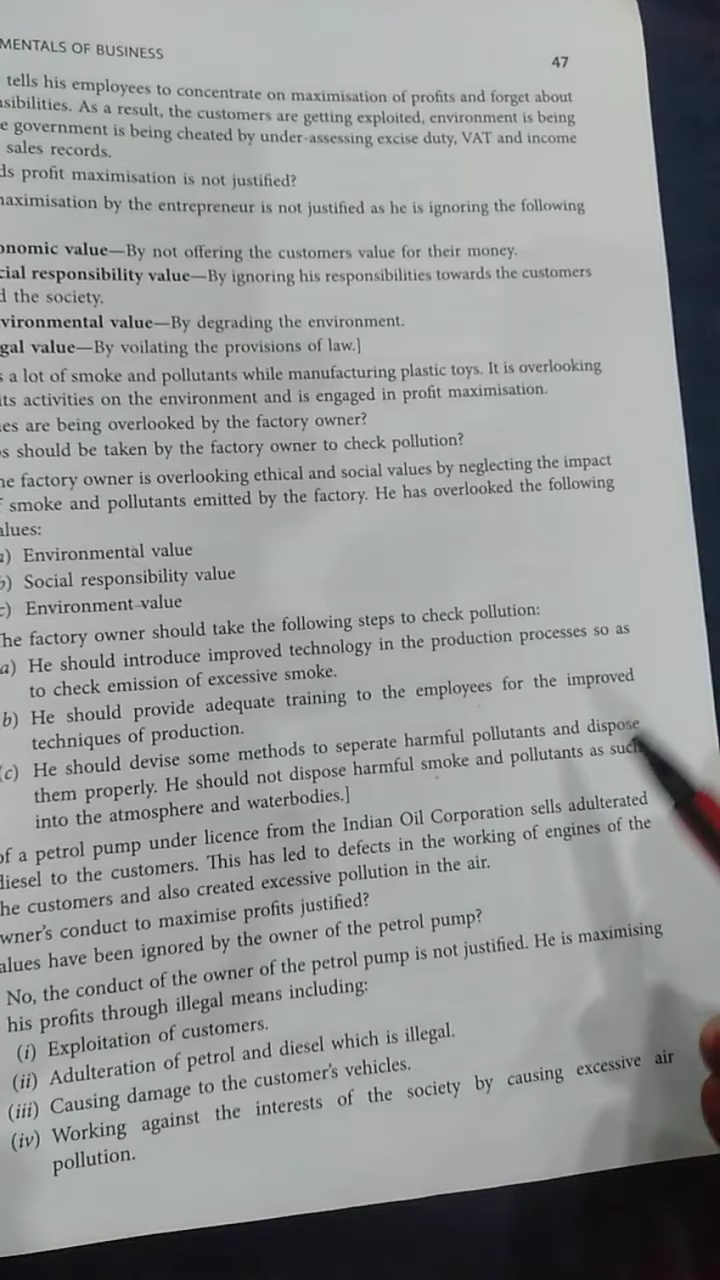 MENTALS OF BUSINESS
47
tells his employees to concentrate on maximisation of profits and forget about
sibilities. As a result, the customers are getting exploited, environment is being
e government is being cheated by under-assessing excise duty, VAT and income
sales records.
ds profit maximisation is not justified?
aximisation by the entrepreneur is not justified as he is ignoring the following
onomic value—By not offering the customers value for their money.
cial responsibility value—By ignoring his responsibilities towards the customers
d the society.
vironmental value—By degrading the environment.
gal value—By voilating the provisions of law.]
s a lot of smoke and pollutants while manufacturing plastic toys. It is overlooking
its activities on the environment and is engaged in profit maximisation.
es are being overlooked by the factory owner?
s should be taken by the factory owner to check pollution?
he factory owner is overlooking ethical and social values by neglecting the impact
f smoke and pollutants emitted by the factory. He has overlooked the following
alues:
a) Environmental value
b) Social responsibility value
c) Environment value
he factory owner should take the following steps to check pollution:
a) He should introduce improved technology in the production processes so as
to check emission of excessive smoke.
b) He should provide adequate training to the employees for the improved
techniques of production.
(c) He should devise some methods to seperate harmful pollutants and dispose
them properly. He should not dispose harmful smoke and pollutants as such
into the atmosphere and waterbodies.]
of a petrol pump under licence from the Indian Oil Corporation sells adulterated
diesel to the customers. This has led to defects in the working of engines of the
he customers and also created excessive pollution in the air.
wner's conduct to maximise profits justified?
alues have been ignored by the owner of the petrol pump?
No, the conduct of the owner of the petrol pump is not justified. He is maximising
his profits through illegal means including:
(i) Exploitation of customers.
(ii) Adulteration of petrol and diesel which is illegal.
(iii) Causing damage to the customer's vehicles.
(iv) Working against the interests of the society by causing excessive air
pollution.